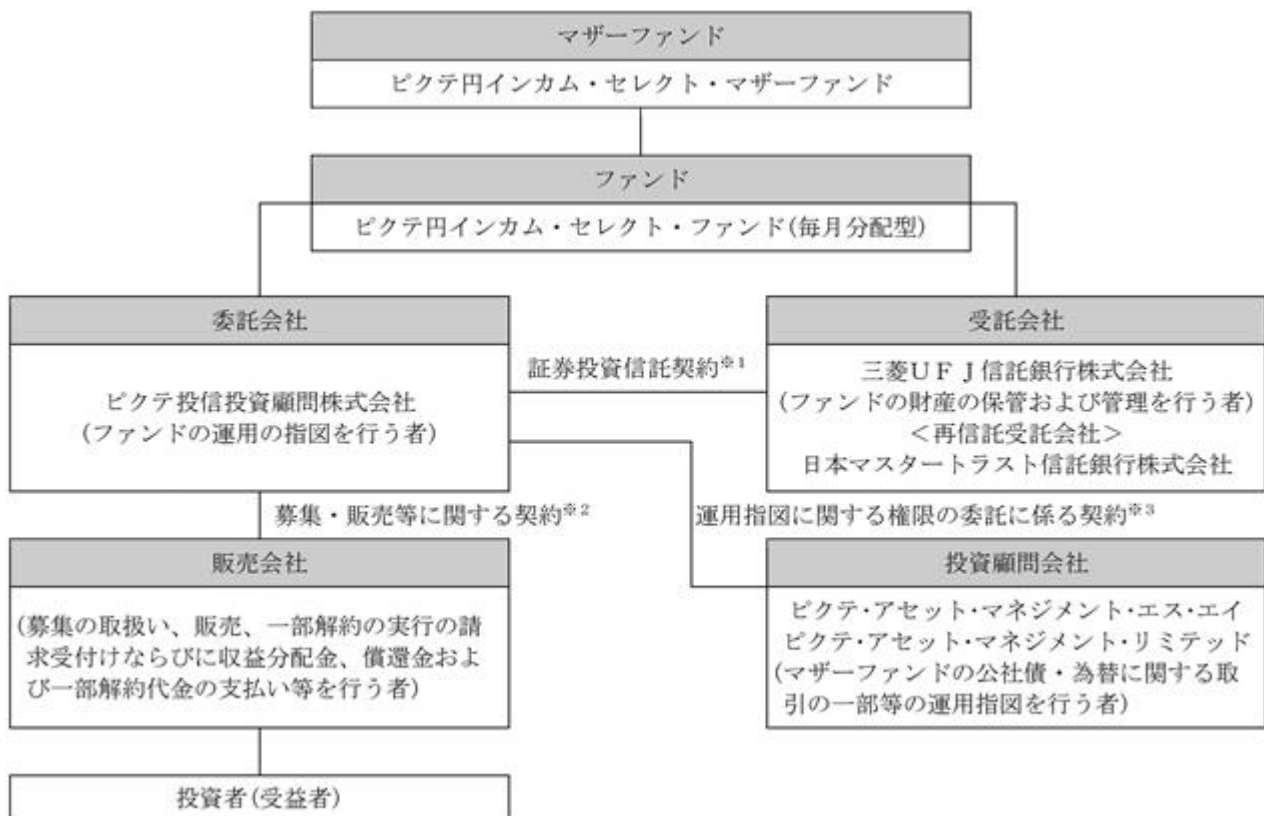 マザーファンド
ピクテ円インカム・セレクト・マザーファンド
ファンド
ピクテ円インカム・セレクト・ファンド(毎月分配型)
委託会社
ピクテ投信投資顧問株式会社
(ファンドの運用の指図を行う者)
証券投資信託契約※1
受託会社
三菱UFJ信託銀行株式会社
(ファンドの財産の保管および管理を行う者)
<再信託受託会社>
日本マスタートラスト信託銀行株式会社
募集・販売等に関する契約※2
運用指図に関する権限の委託に係る契約※3
販売会社
(募集の取扱い、販売、一部解約の実行の請
求受付けならびに収益分配金、償還金およ
び一部解約代金の支払い等を行う者)
投資顧問会社
ピクテ・アセット・マネジメント・エス・エイ
ピクテ・アセット・マネジメント・リミテッド
(マザーファンドの公社債・為替に関する取
引の一部等の運用指図を行う者)
投資者(受益者)